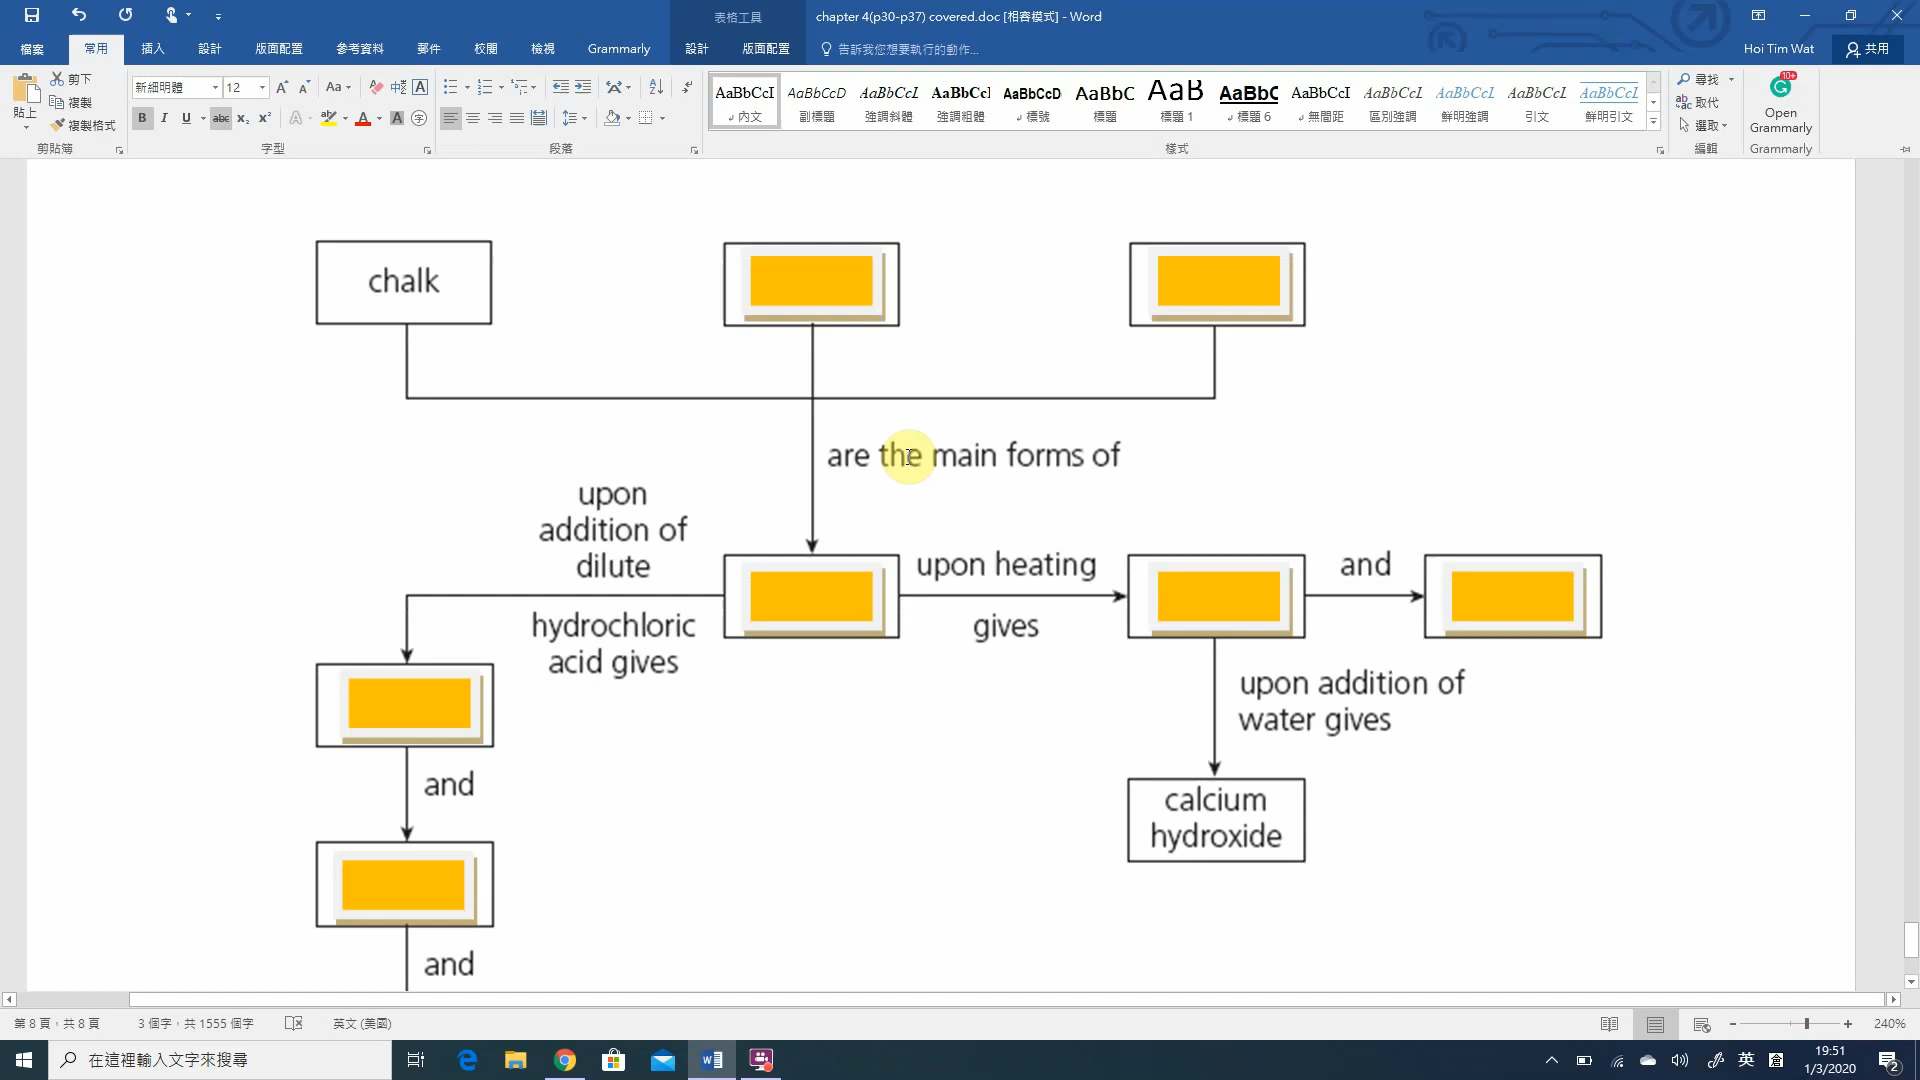 表格工具
chapter 4(p30-p37) covered.doc [相容模式] - Word
檔案 常用 插入 設計 版面配置 參考資料 郵件 校閱 檢視 Grammarly 設計 版面配置 告訴我您想要執行的動作... Hoi Tim Wat 共用
貼上 剪下 複製 複製格式
新細明體 12
AaBbCcI AaBbCcD AaBbCcL AaBbCcI AaBbCcD AaBbC AaB AaBbC AaBbCcI AaBbCcL AaBbCcL AaBbCcL AaBbCcL
內文 副標題 強調斜體 強調粗體 標號 標題 標題 1 標題 6 無間距 區別強調 鮮明強調 引文 鮮明引文
尋找 取代 選取
10+
Open
Grammarly
剪貼簿 字型 段落 樣式 編輯 Grammarly
chalk
are the main forms of
upon
addition of
dilute
hydrochloric
acid gives
upon heating
gives
and
upon addition of
water gives
and
calcium
hydroxide
and
第 8 頁，共 8 頁 3 個字，共 1555 個字 英文 (美國) 240%
在這裡輸入文字來搜尋
英 倉 19:51
1/3/2020
2